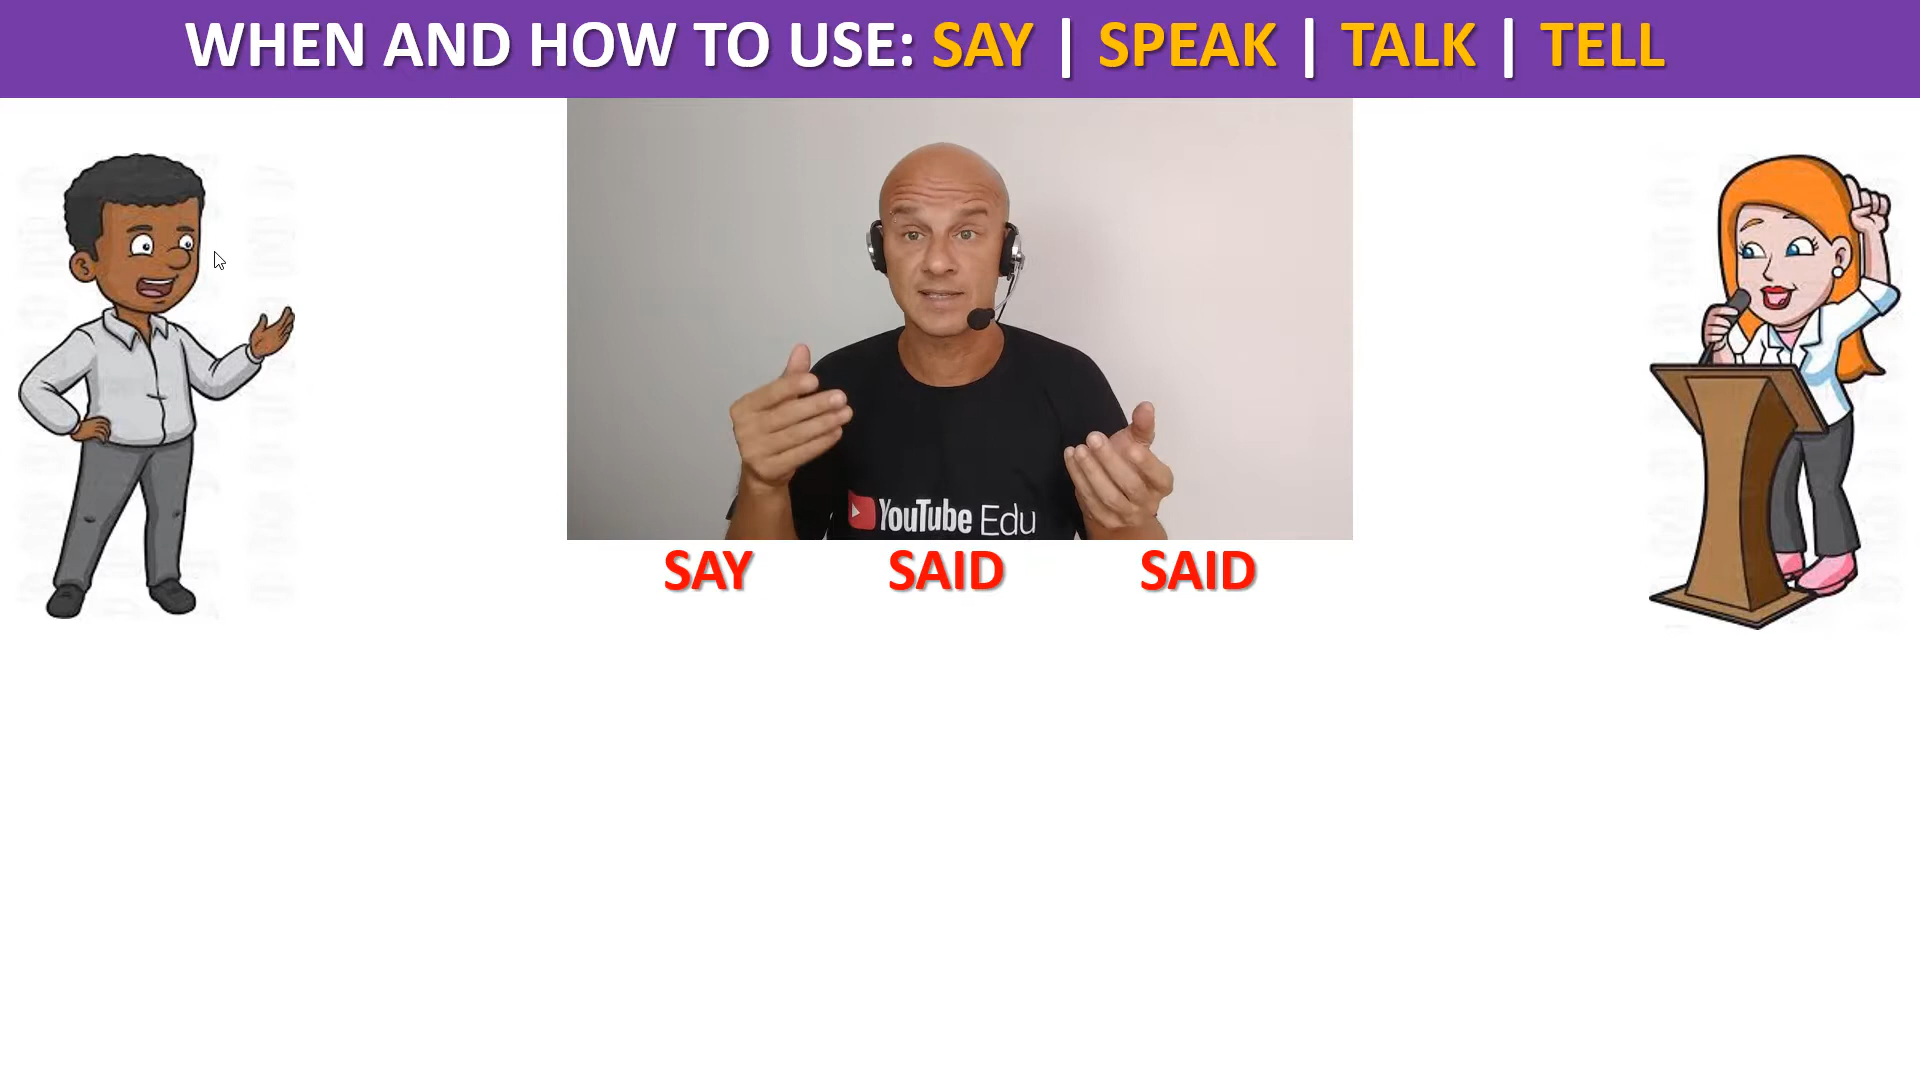 WHEN AND HOW TO USE: SAY | SPEAK | TALK | TELL
YouTube Edu
SAY SAID SAID